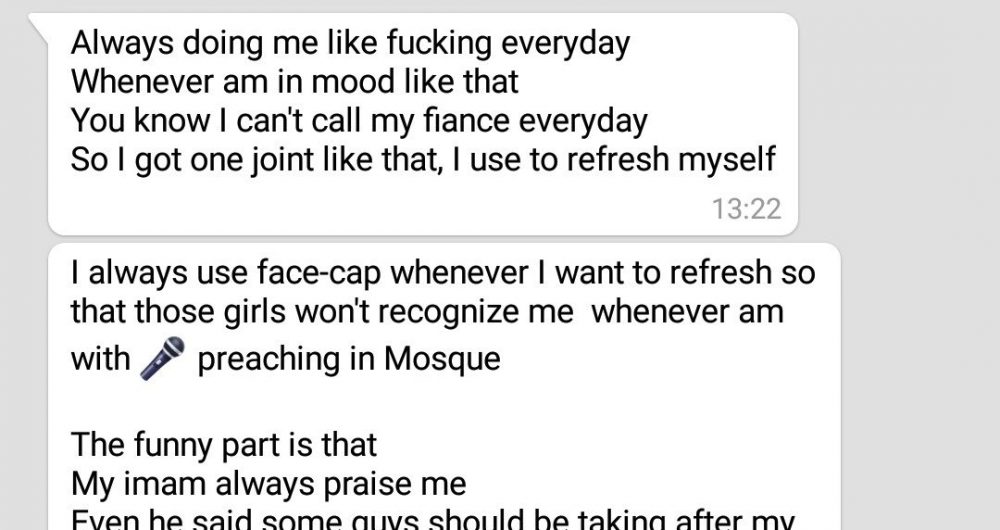 Always doing me like fucking everyday
Whenever am in mood like that
You know I can't call my fiance everyday
So I got one joint like that, I use to refresh myself
13:22
I always use face-cap whenever I want to refresh so
that those girls won't recognize me  whenever am
with 🎤 preaching in Mosque
The funny part is that
My imam always praise me
Even he said some guys should be taking after my